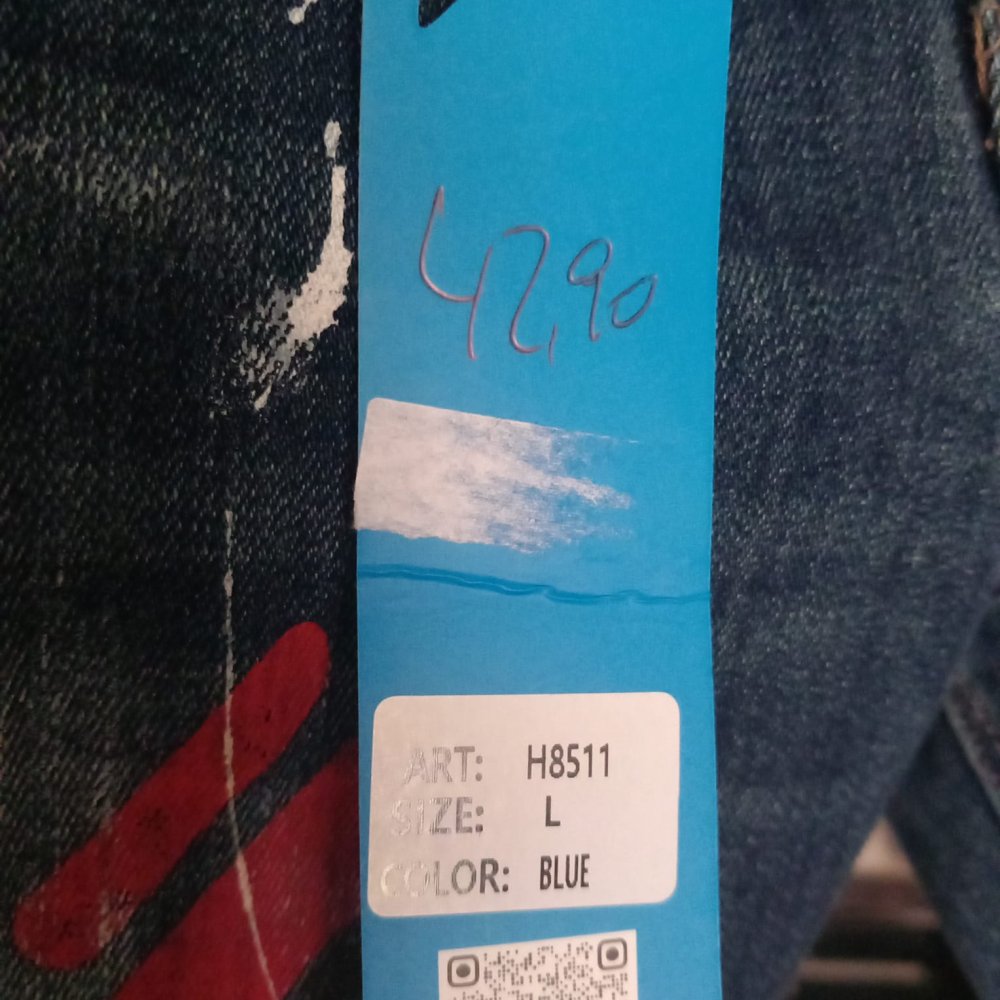 42,90
ART: H8511
SIZE: L
COLOR: BLUE